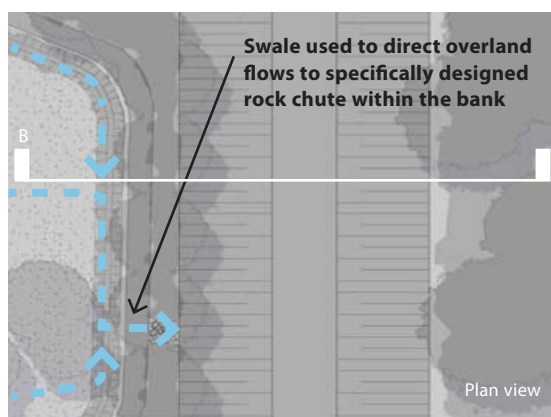 Swale used to direct overland
flows to specifically designed
rock chute within the bank
B
Plan view